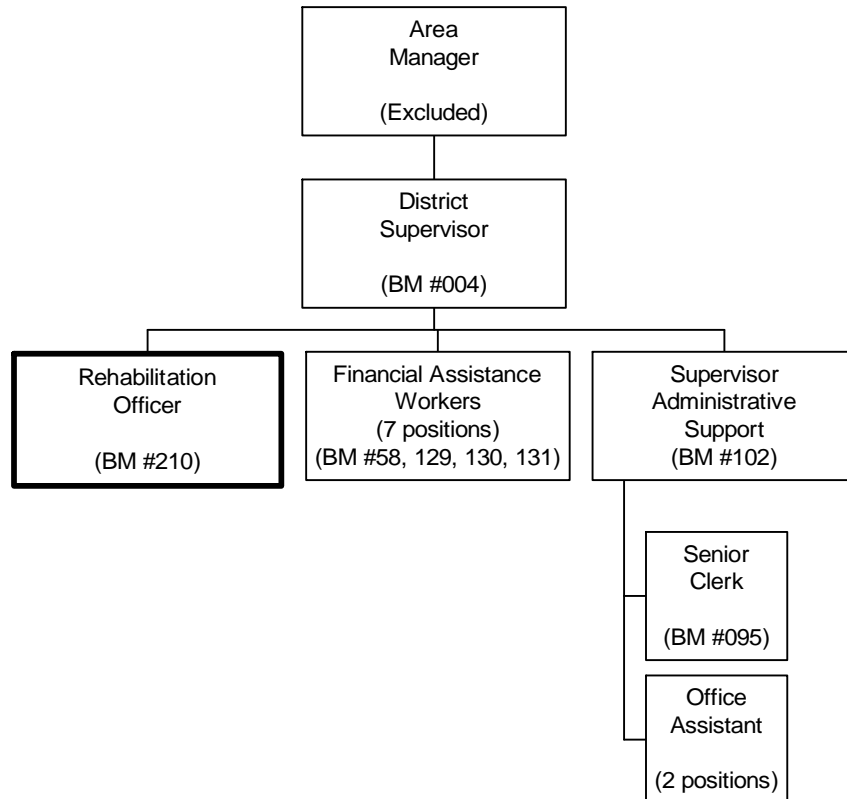 Area
Manager
(Excluded)
District
Supervisor
(BM #004)
Rehabilitation
Officer
(BM #210)
Financial Assistance
Workers
(7 positions)
(BM #58, 129, 130, 131)
Supervisor
Administrative
Support
(BM #102)
Senior
Clerk
(BM #095)
Office
Assistant
(2 positions)